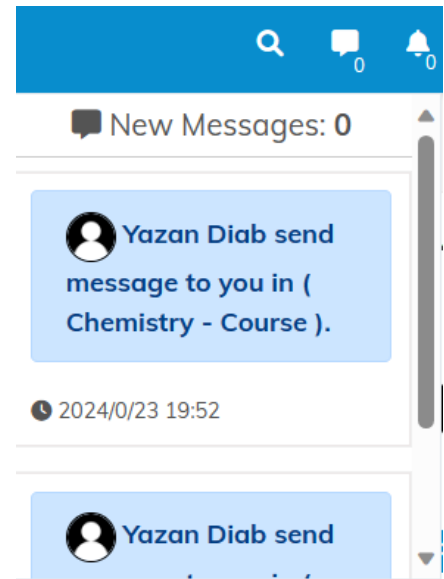 0
0
New Messages: 0
Yazan Diab send
message to you in (
Chemistry - Course ).
2024/0/23 19:52
Yazan Diab send